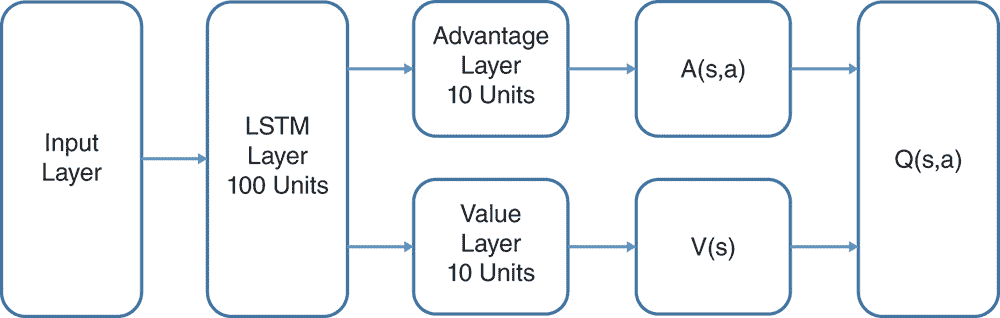 Input
Layer
LSTM
Layer
100 Units
Advantage
Layer
10 Units
A(s,a)
Value
Layer
10 Units
V(s)
Q(s,a)